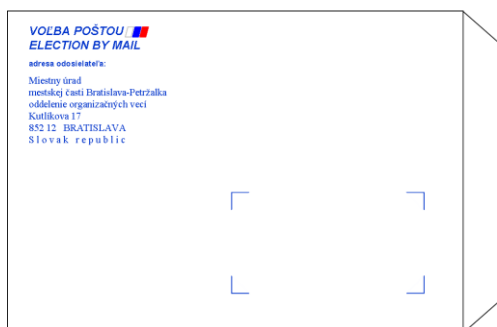 VOĽBA POŠTOU
ELECTION BY MAIL
adresa odosielateľa:
Miestny úrad
mestskej časti Bratislava-Petržalka
oddelenie organizačných vecí
Kutlíkova 17
852 12 BRATISLAVA
Slovak republic